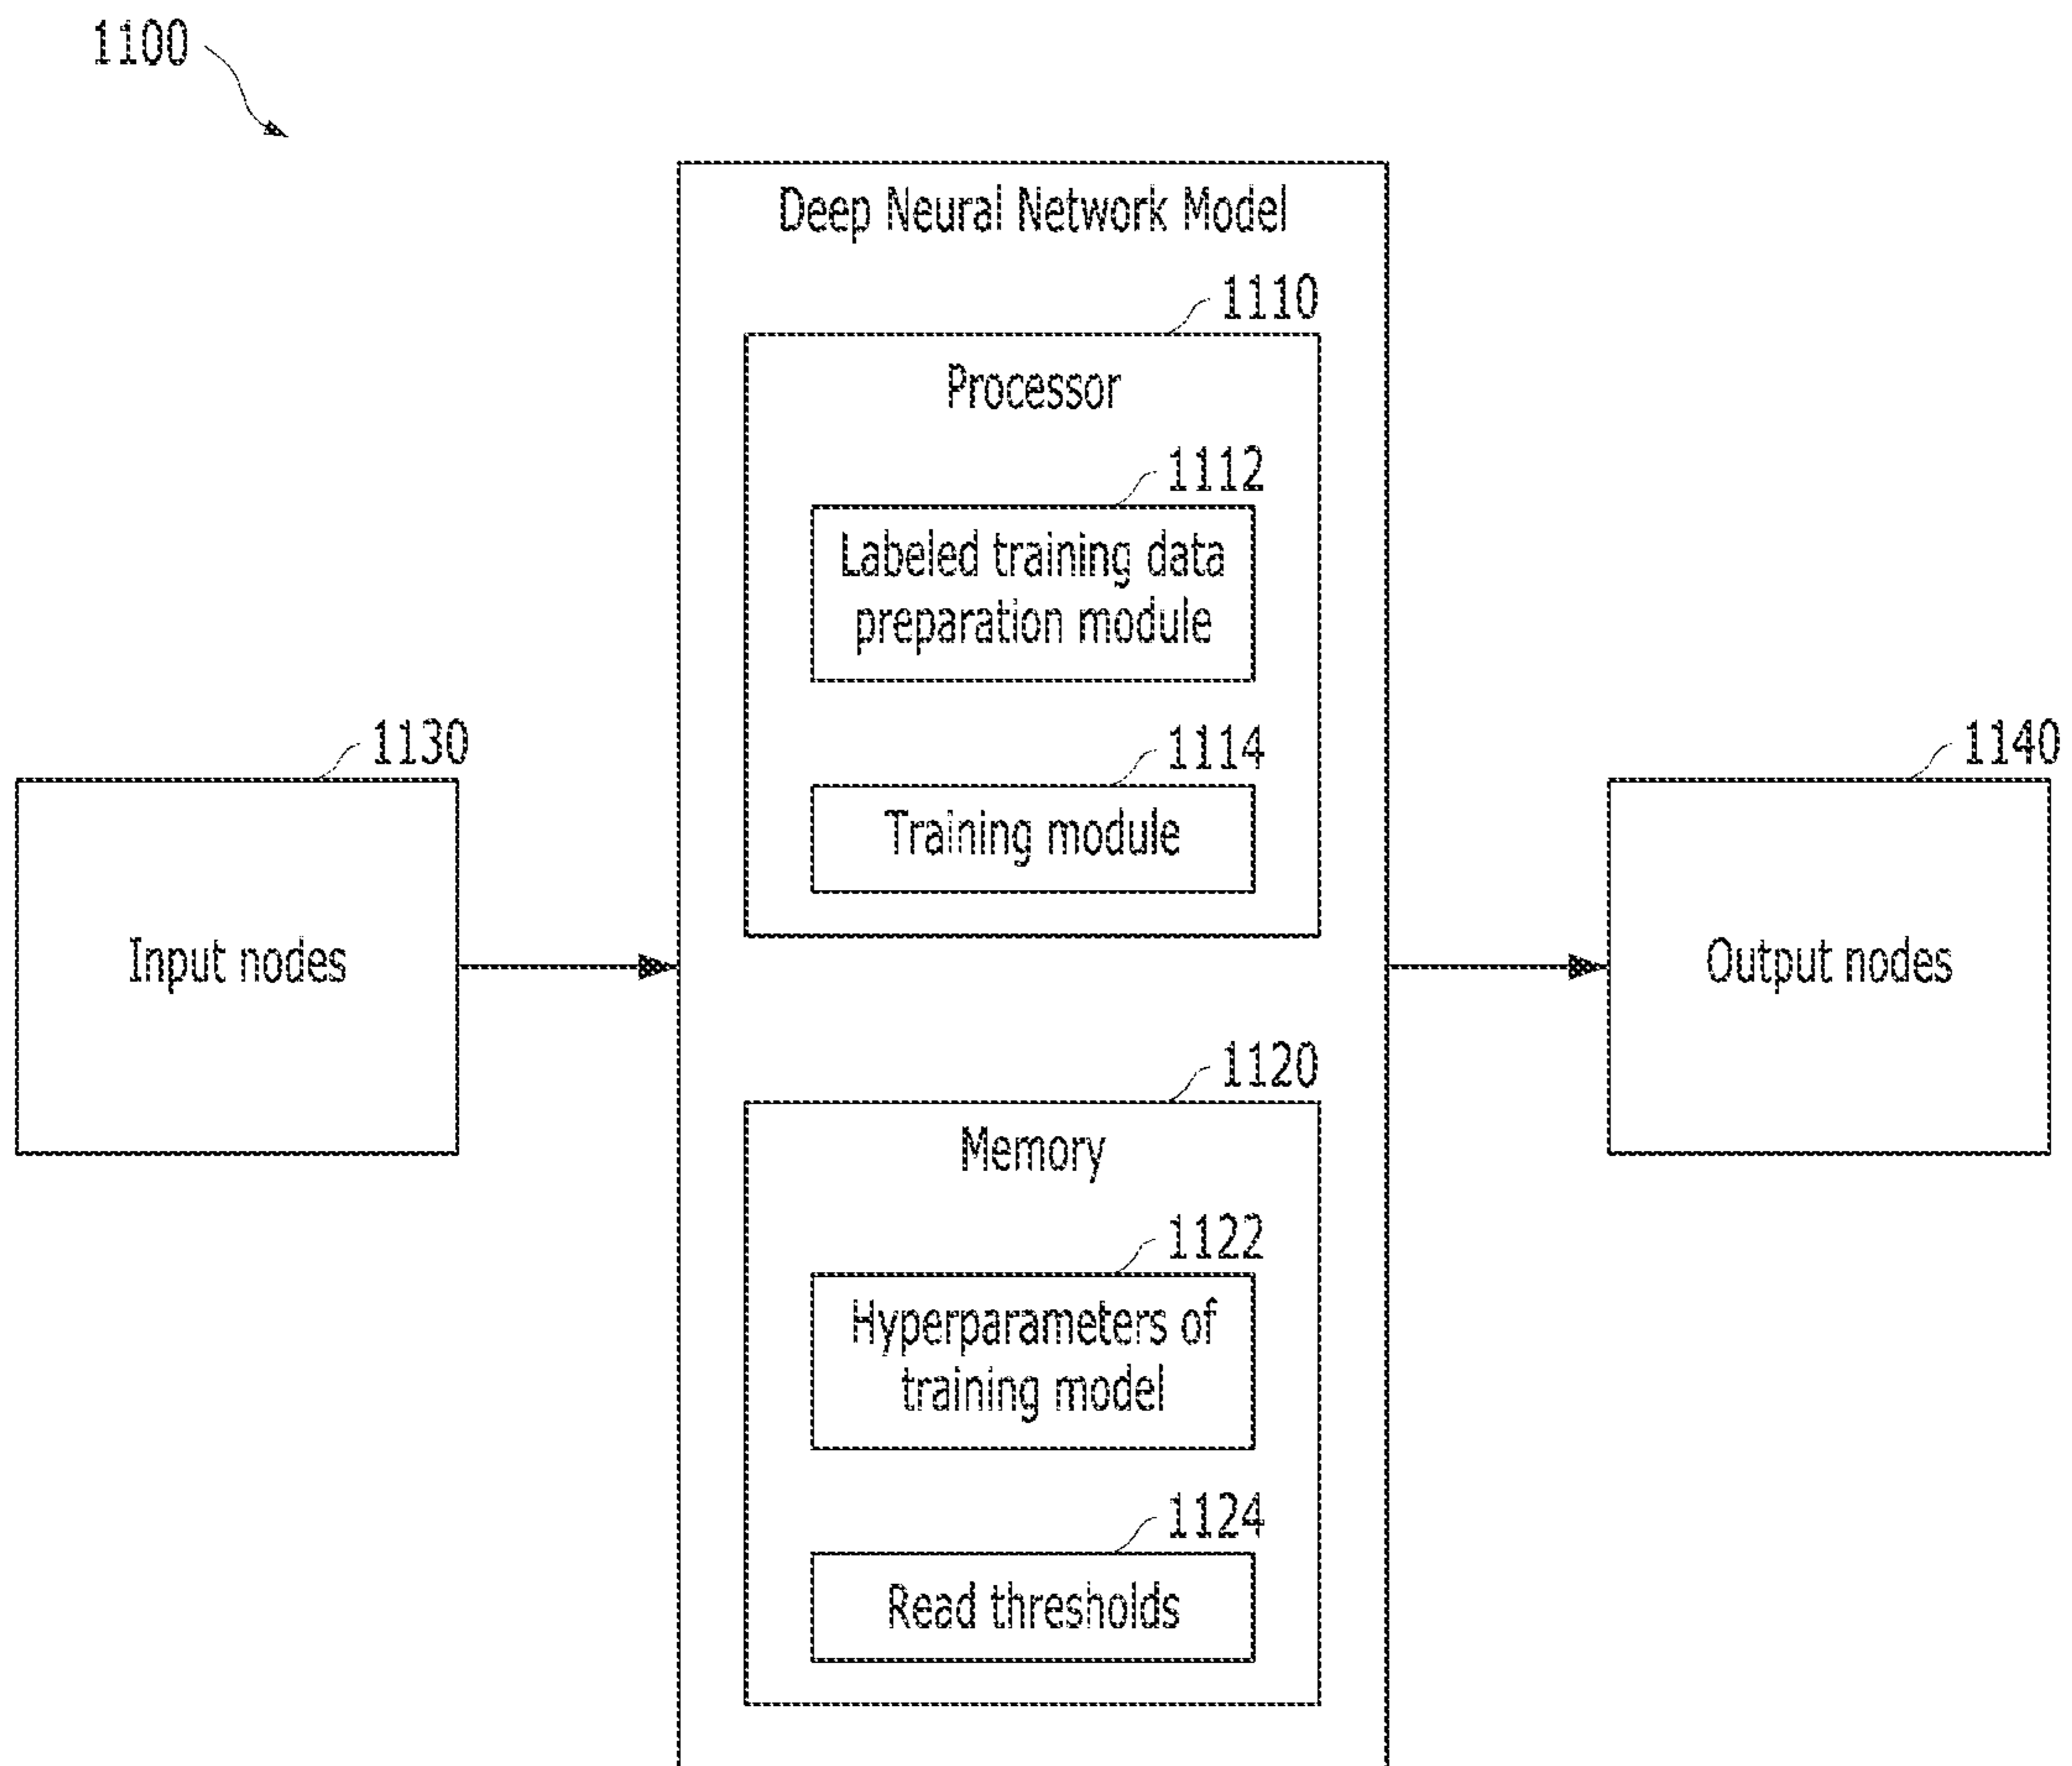 1100
Deep Neural Network Model
1110
Processor
1112
Labeled training data
preparation module
1114
Training module
1130
Input nodes
1140
Output nodes
1120
Memory
1122
Hyperparameters of
training model
1124
Read thresholds